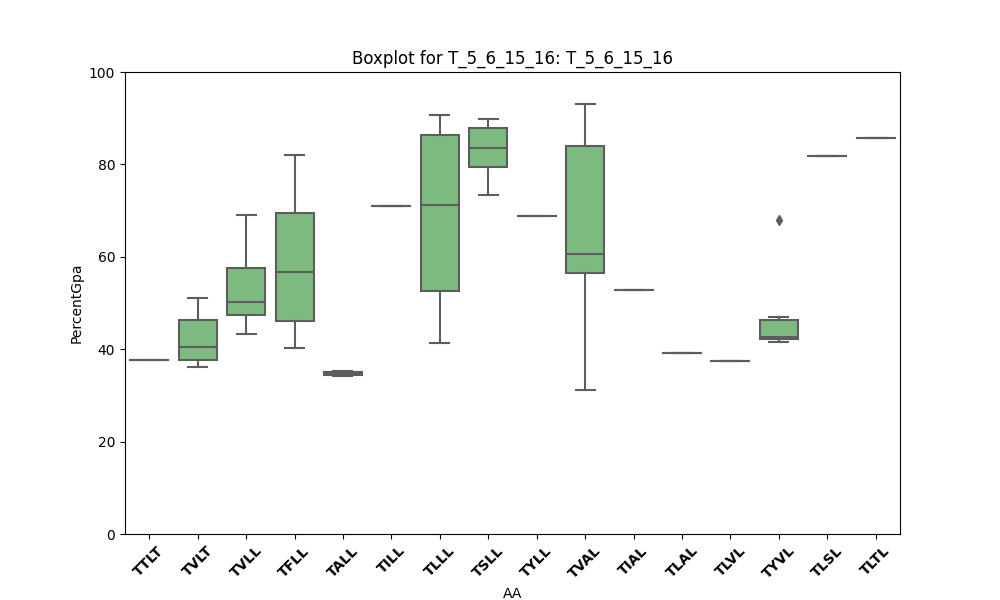 Boxplot for T_5_6_15_16: T_5_6_15_16
100
80
60
40
20
0
PercentGpa
TTLT TVLT TVLL TFLL TALL TILL TLLL TSLL TYLL TVAL TIAL TLAL TLVL TYVL TLSL TLTL
AA